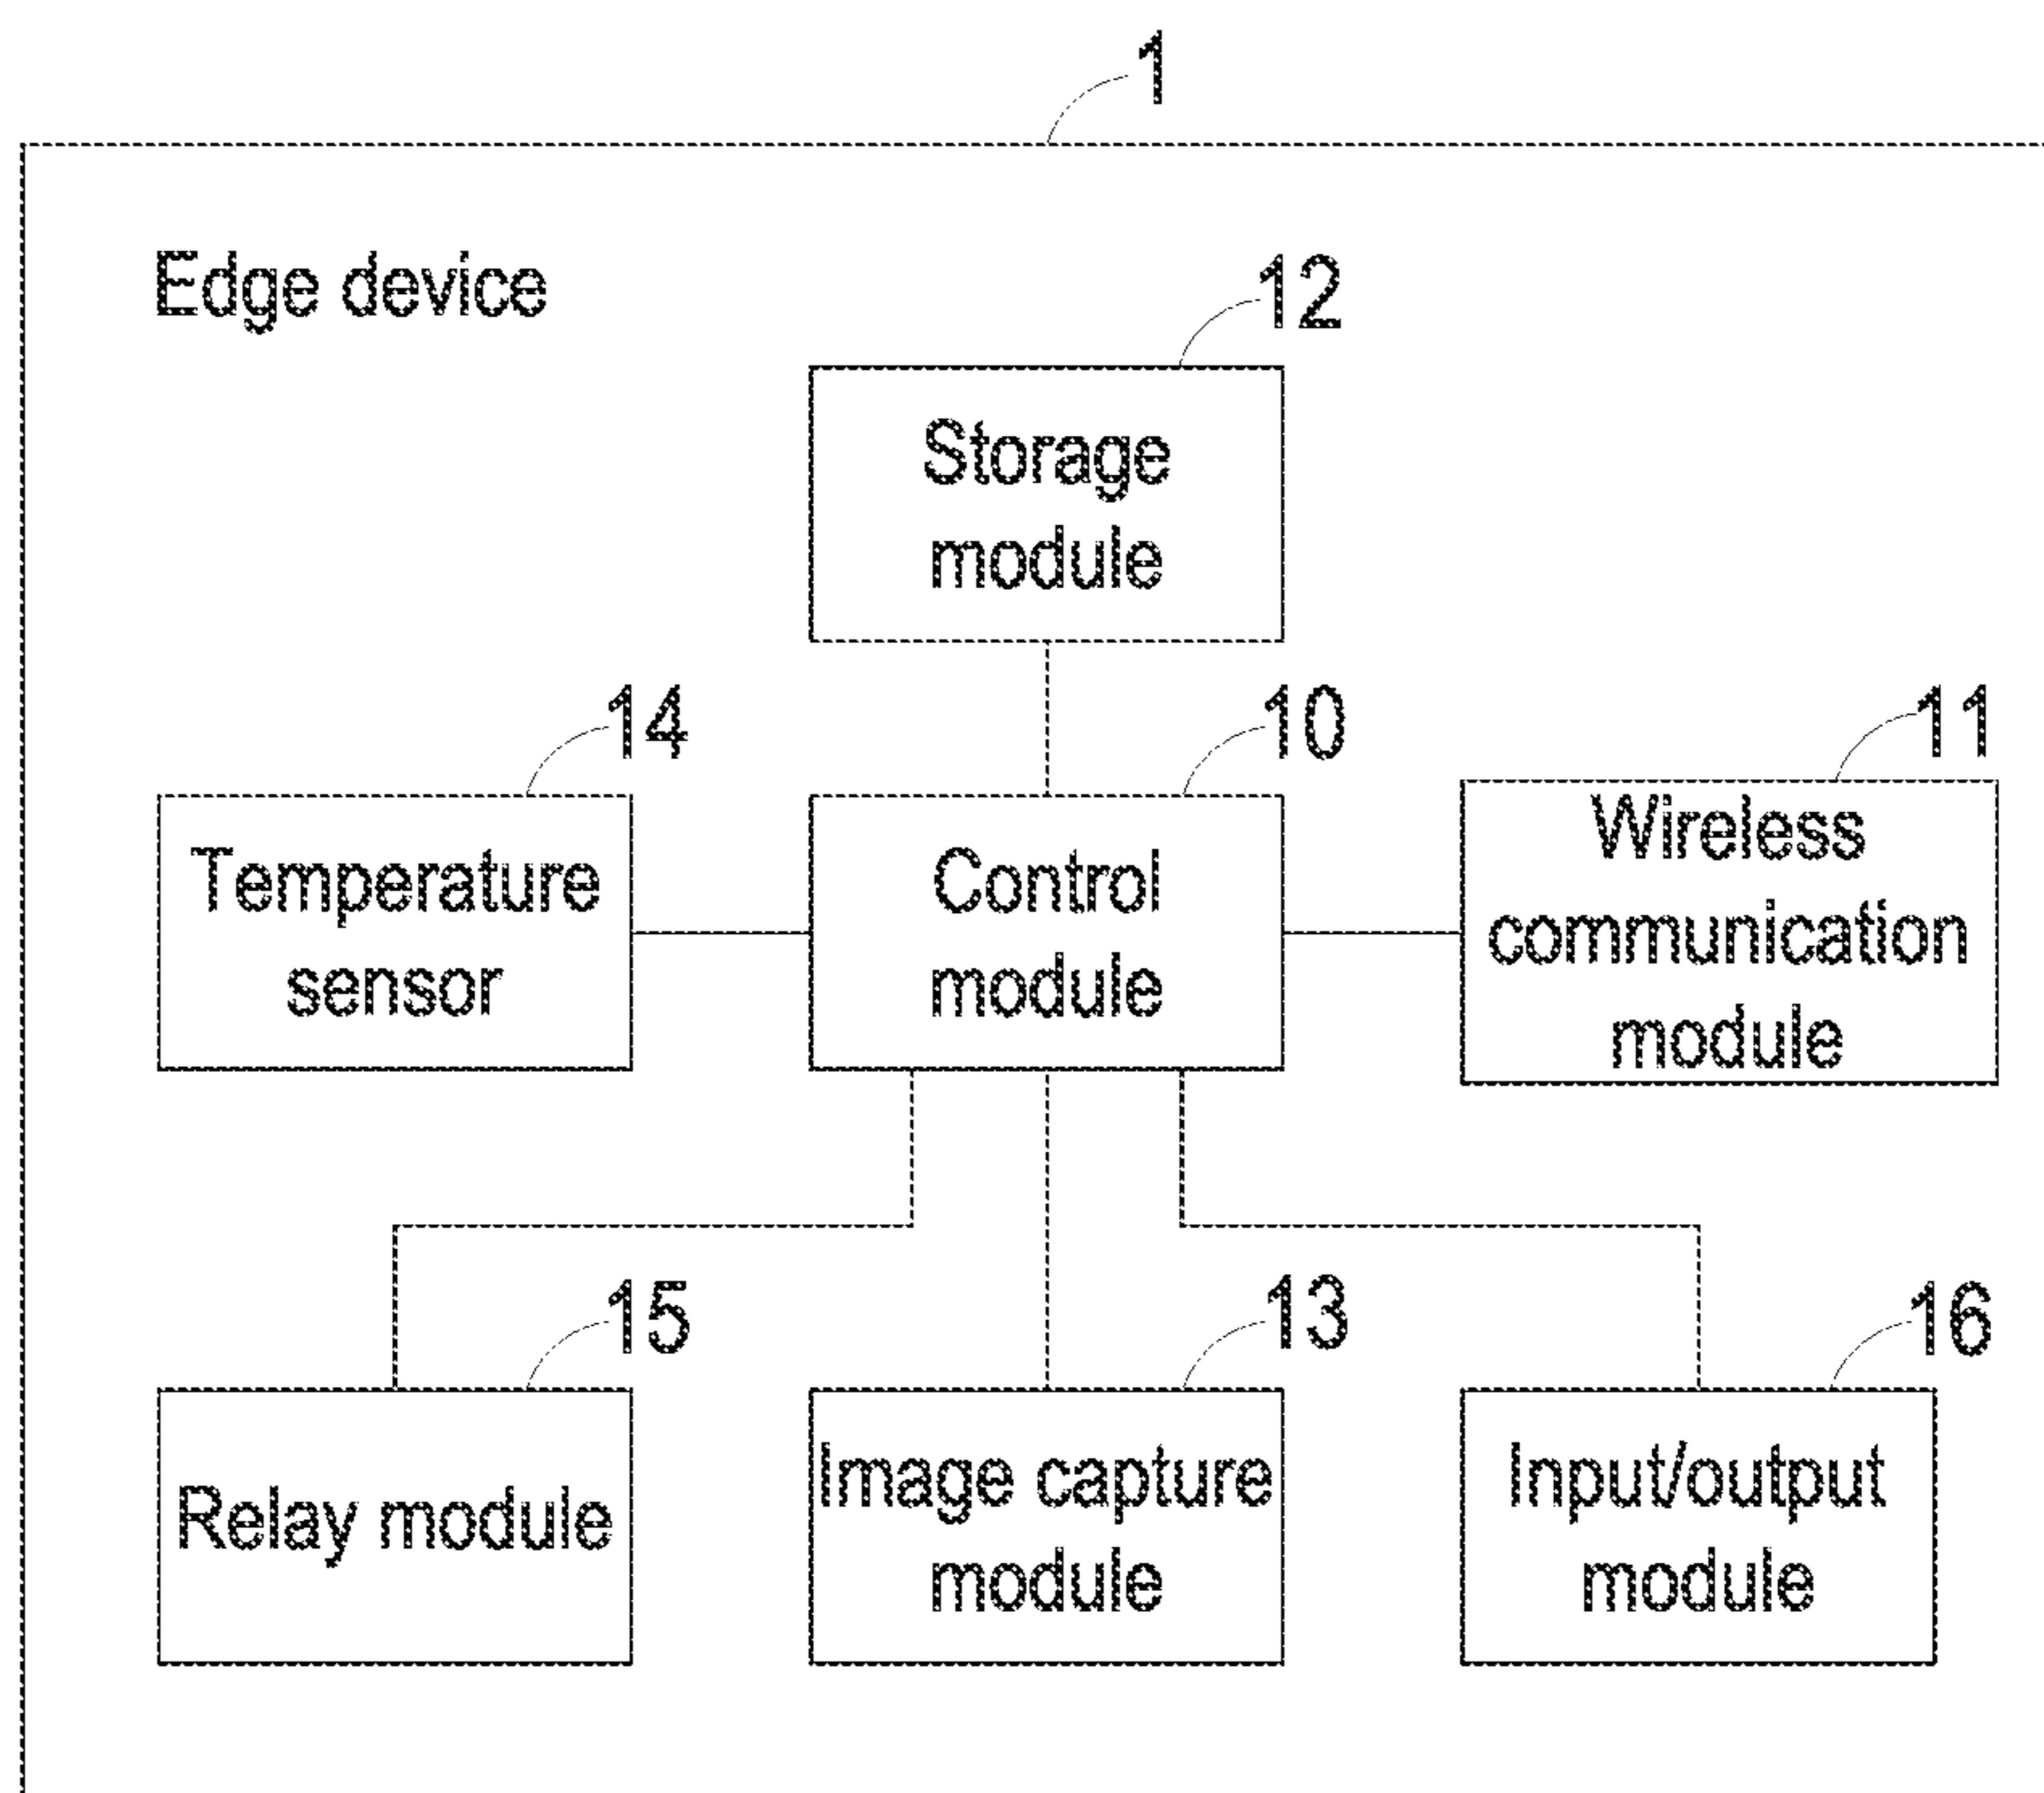 1
Edge device
12
Storage
module
14
10
11
Temperature
sensor
Control
module
Wireless
communication
module
15
13
16
Relay module
Image capture
module
Input/output
module